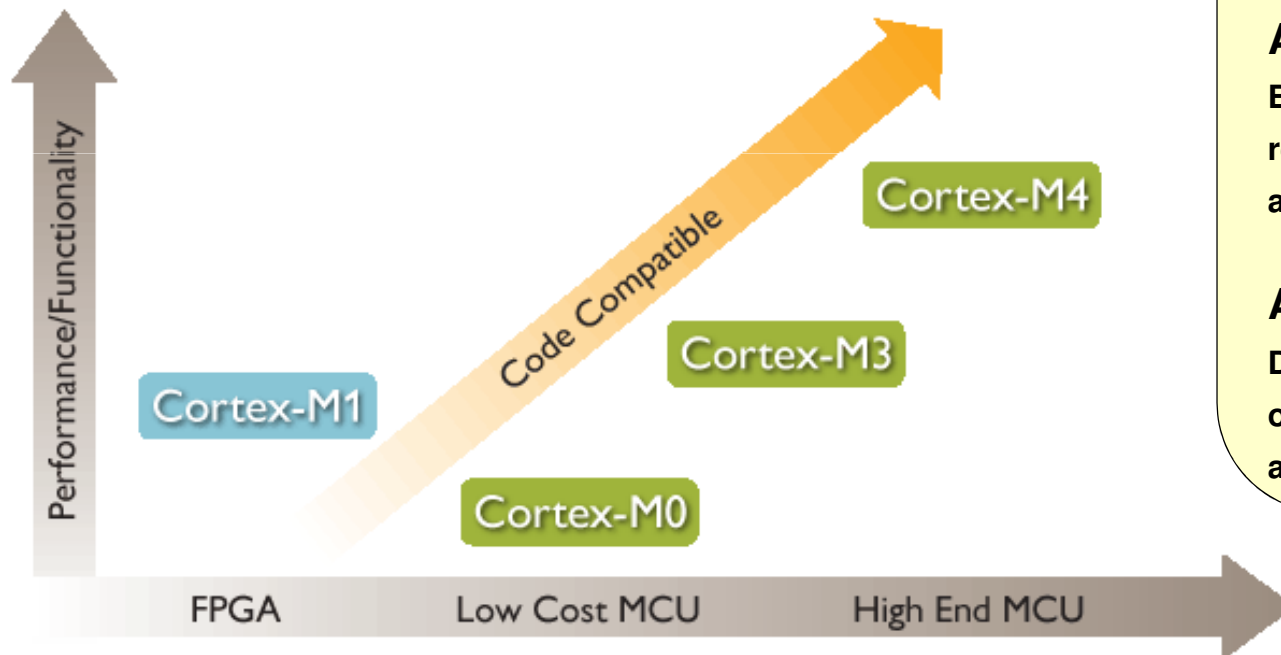 Performance/Functionality
Code Compatible
Cortex-M4
Cortex-M3
Cortex-M1
Cortex-M0
FPGA
Low Cost MCU
High End MCU